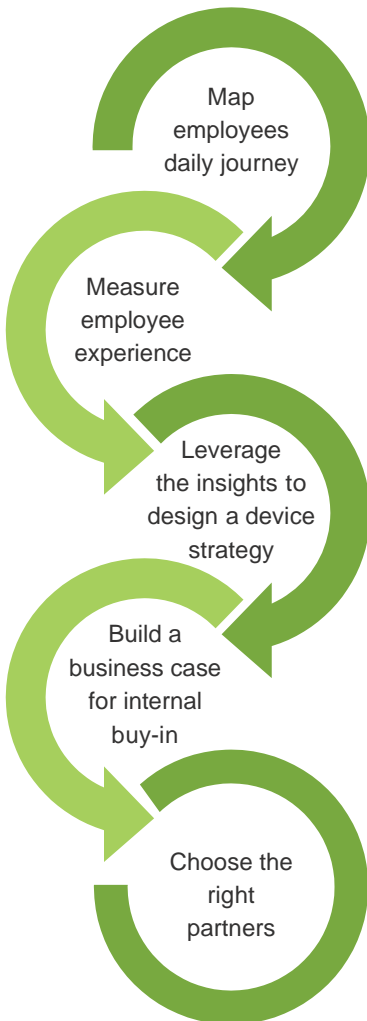 Map
employees
daily journey
Measure
employee
experience
Leverage
the insights to
design a device
strategy
Build a
business case
for internal
buy-in
Choose the
right
partners